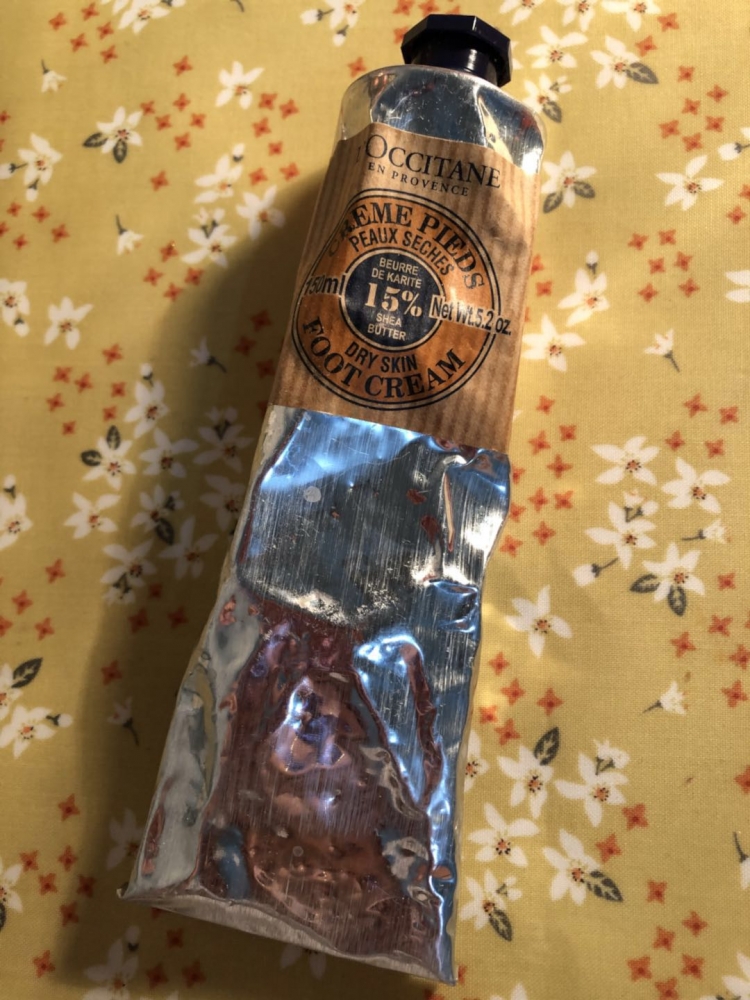 L'OCCITANE
EN PROVENCE
CRÈME PIEDS
PEAUX SÈCHES
BEURRE
DE KARITÉ
150ml 15% Net Wt.5.2 oz.
SHEA
BUTTER
DRY SKIN
FOOT CREAM